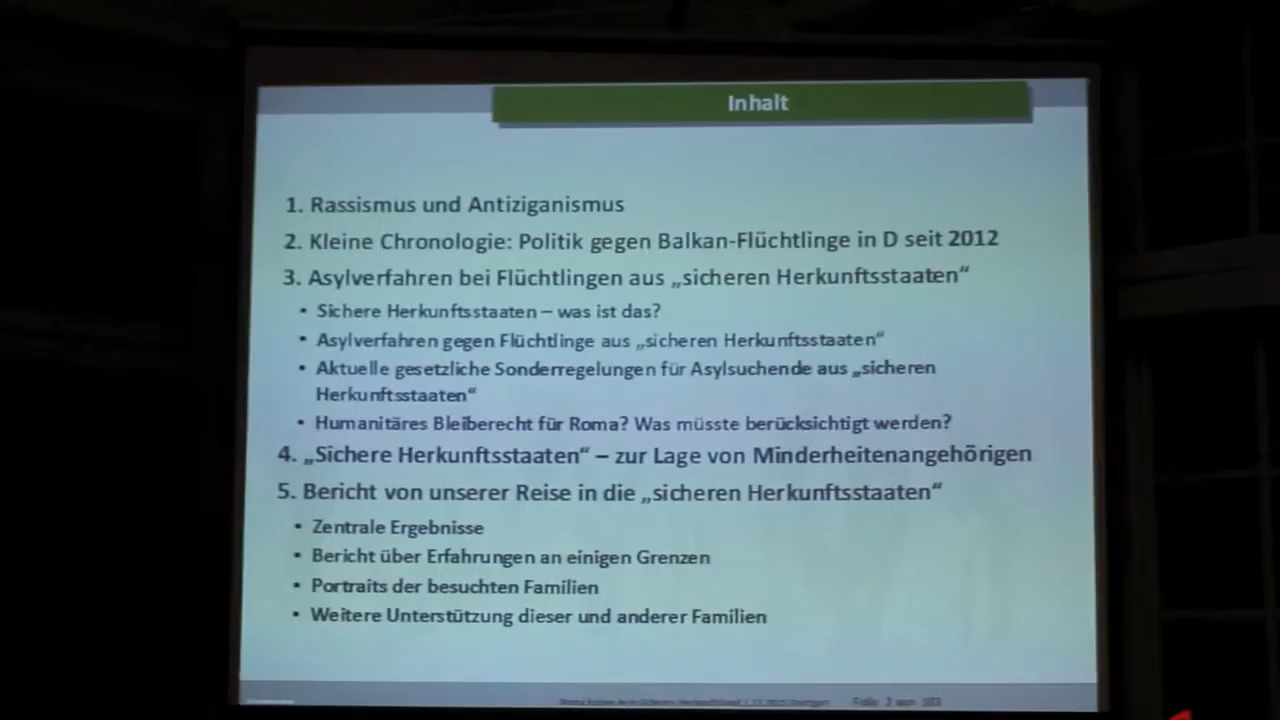 Inhalt
1. Rassismus und Antiziganismus
2. Kleine Chronologie: Politik gegen Balkan-Flüchtlinge in D seit 2012
3. Asylverfahren bei Flüchtlingen aus „sicheren Herkunftsstaaten“
• Sichere Herkunftsstaaten – was ist das?
• Asylverfahren gegen Flüchtlinge aus „sicheren Herkunftsstaaten“
• Aktuelle gesetzliche Sonderregelungen für Asylsuchende aus „sicheren
Herkunftsstaaten“
• Humanitäres Bleiberecht für Roma? Was müsste berücksichtigt werden?
4. „Sichere Herkunftsstaaten“ – zur Lage von Minderheitenangehörigen
5. Bericht von unserer Reise in die „sicheren Herkunftsstaaten“
• Zentrale Ergebnisse
• Bericht über Erfahrungen an einigen Grenzen
• Portraits der besuchten Familien
• Weitere Unterstützung dieser und anderer Familien
Folie 2 von